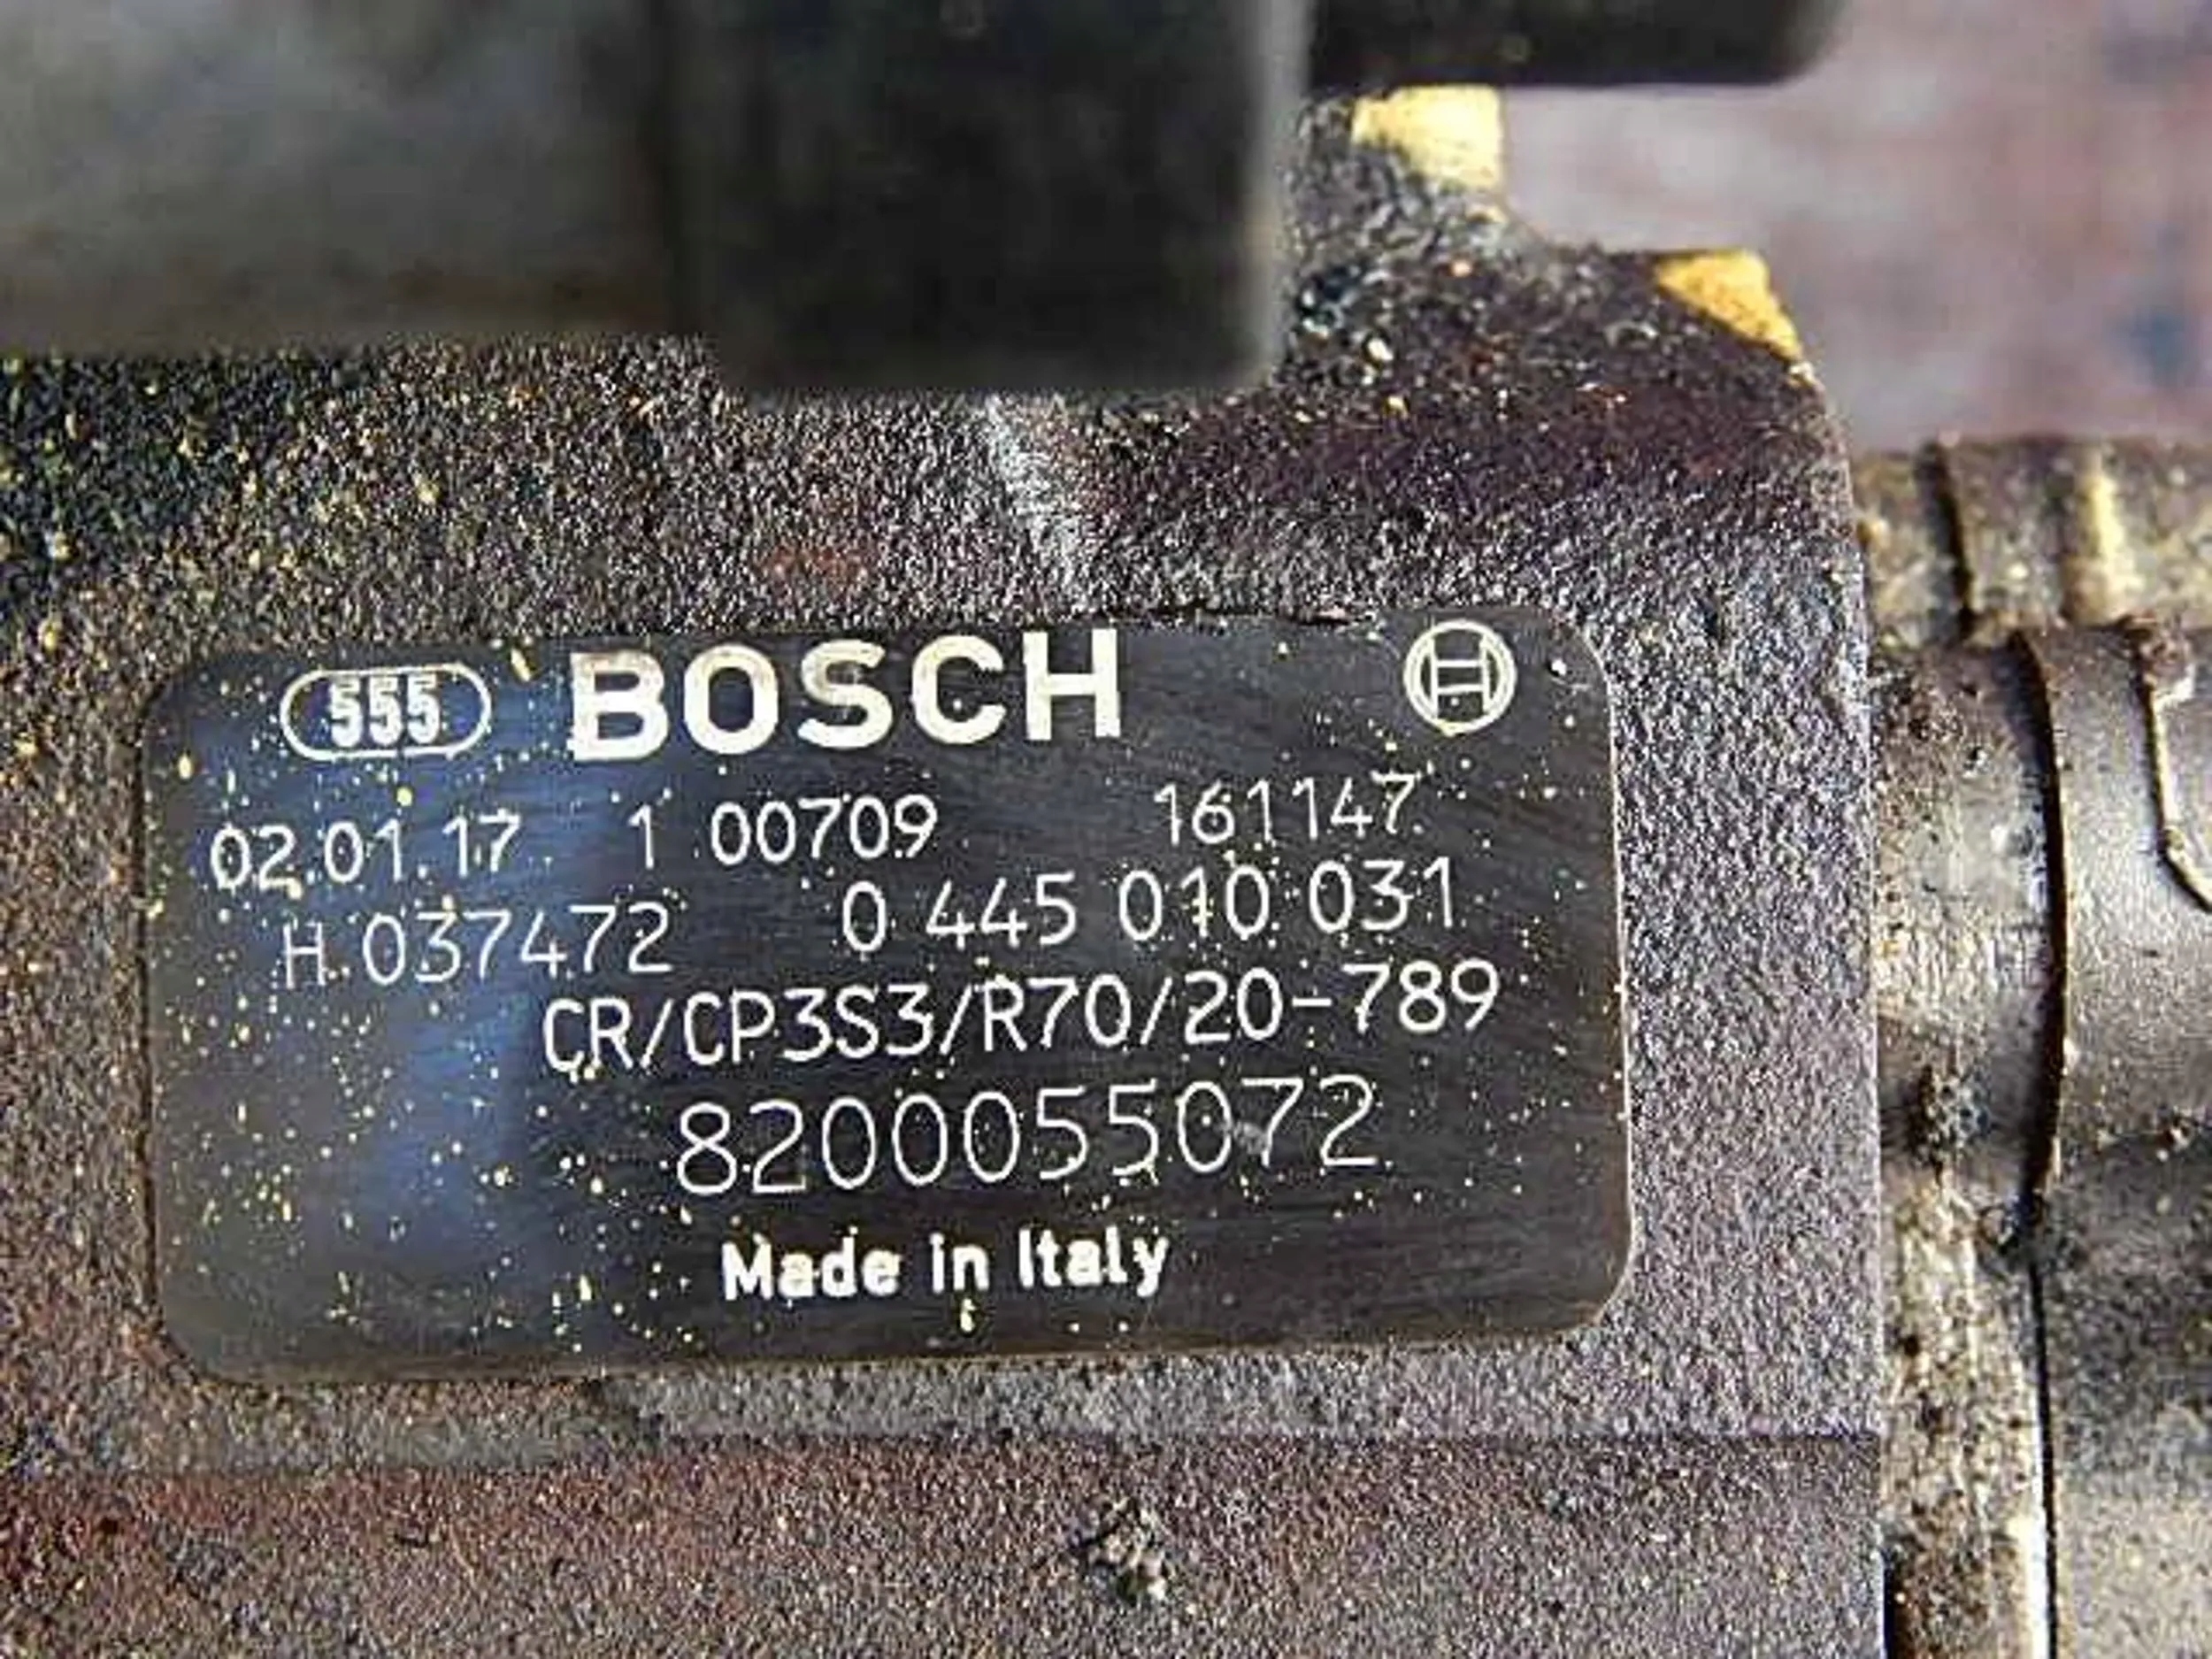 555 BOSCH
02.01.17 1 00709 161147
H 037472 0 445 010 031
CR/CP3S3/R70/20-789
8200055072
Made in Italy